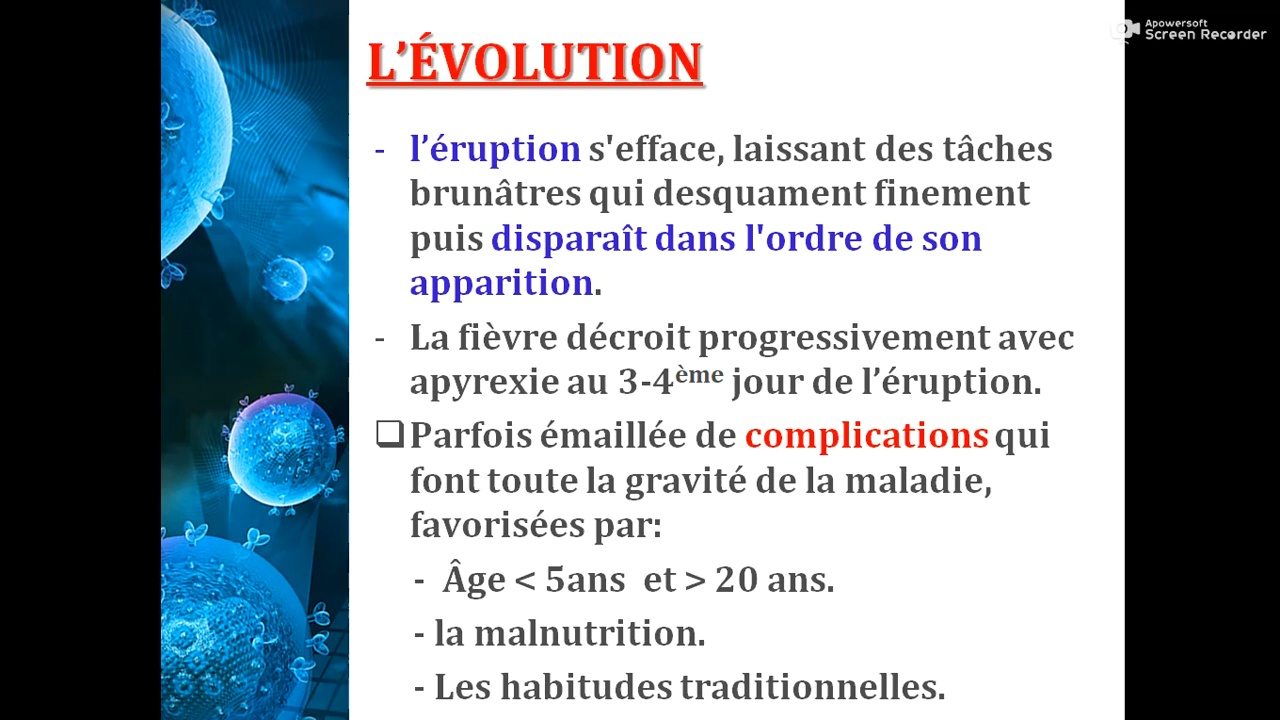 Apowersoft
Screen Recorder
L’ÉVOLUTION
- l’éruption s'efface, laissant des tâches
brunâtres qui desquament finement
puis disparaît dans l'ordre de son
apparition.
- La fièvre décroit progressivement avec
apyrexie au 3-4ème jour de l’éruption.
❑Parfois émaillée de complications qui
font toute la gravité de la maladie,
favorisées par:
- Âge < 5ans et > 20 ans.
- la malnutrition.
- Les habitudes traditionnelles.